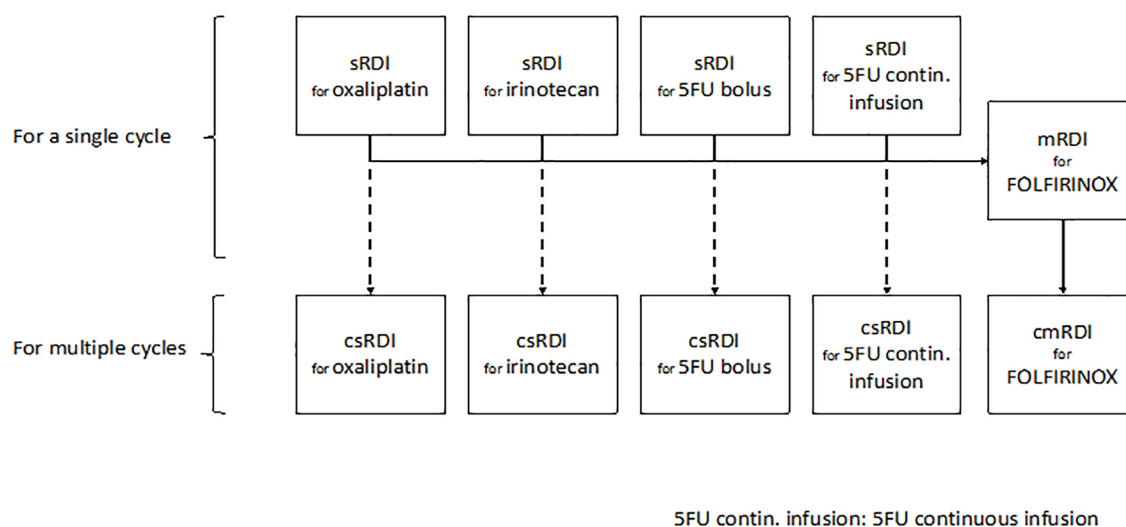 sRDI
for oxaliplatin
sRDI
for irinotecan
sRDI
for 5FU bolus
sRDI
for 5FU contin.
infusion
For a single cycle
mRDI
for
FOLFIRINOX
For multiple cycles
csRDI
for oxaliplatin
csRDI
for irinotecan
csRDI
for 5FU bolus
csRDI
for 5FU contin.
infusion
cmRDI
for
FOLFIRINOX
5FU contin. infusion: 5FU continuous infusion